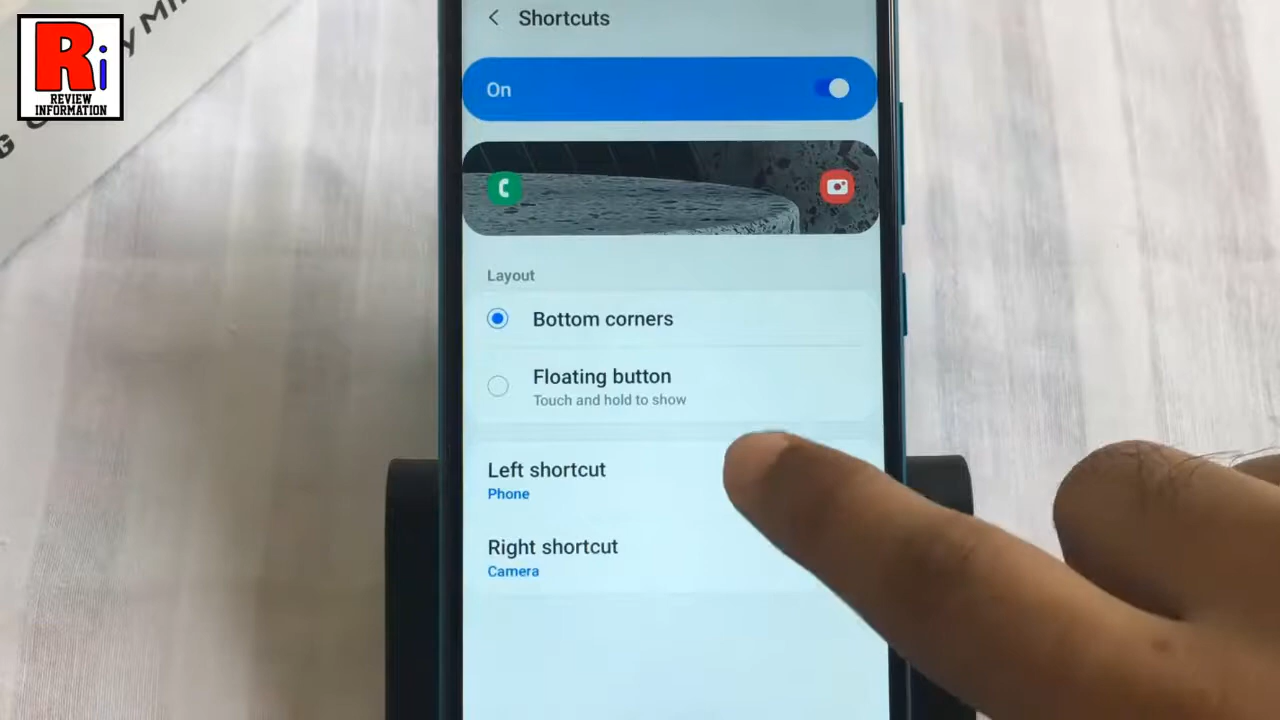 Ri
REVIEW
INFORMATION
Shortcuts
On
Layout
Bottom corners
Floating button
Touch and hold to show
Left shortcut
Phone
Right shortcut
Camera